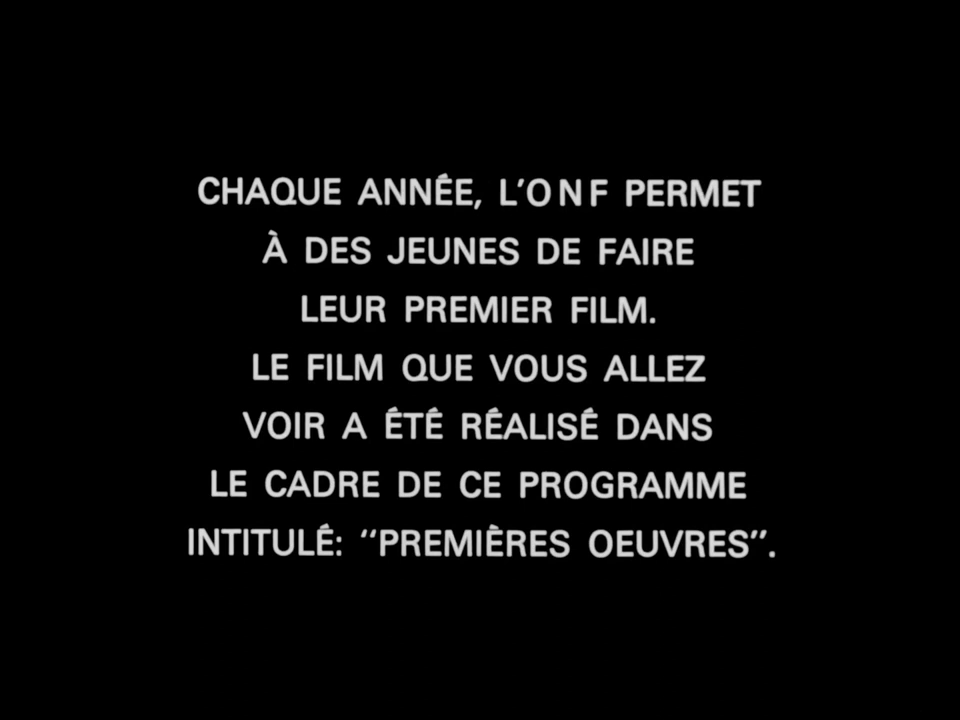 CHAQUE ANNÉE, L'ONF PERMET
À DES JEUNES DE FAIRE
LEUR PREMIER FILM.
LE FILM QUE VOUS ALLEZ
VOIR A ÉTÉ RÉALISÉ DANS
LE CADRE DE CE PROGRAMME
INTITULÉ: "PREMIÈRES OEUVRES".